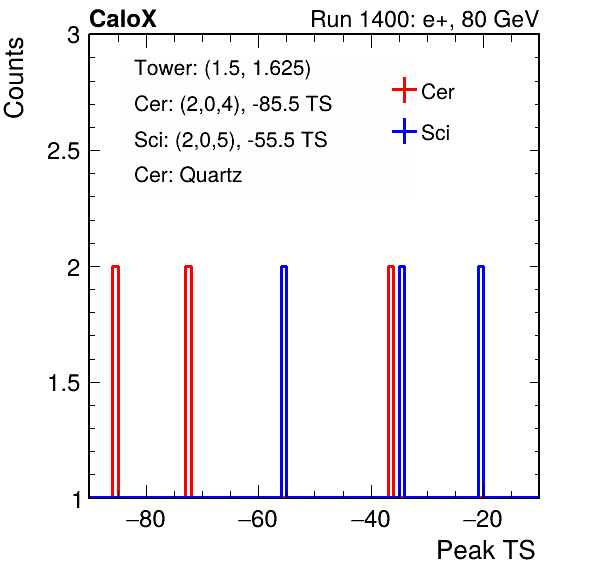 CaloX Run 1400: e+, 80 GeV
Counts
3
2.5
2
1.5
1
Tower: (1.5, 1.625)
Cer: (2,0,4), -85.5 TS
Sci: (2,0,5), -55.5 TS
Cer: Quartz
Cer
Sci
−80 −60 −40 −20
Peak TS